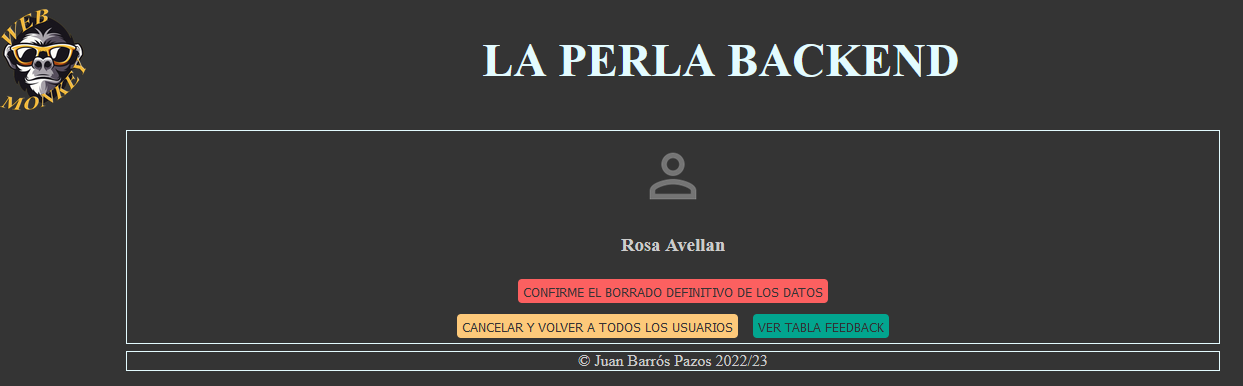 WEB
MONKEY
LA PERLA BACKEND
Rosa Avellan
CONFIRME EL BORRADO DEFINITIVO DE LOS DATOS
CANCELAR Y VOLVER A TODOS LOS USUARIOS VER TABLA FEEDBACK
© Juan Barrós Pazos 2022/23